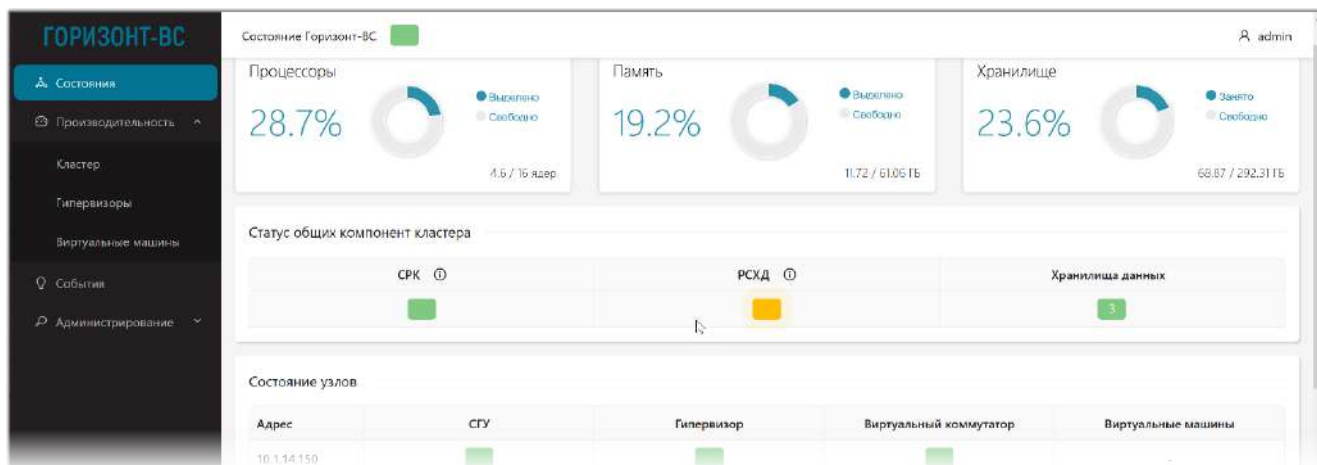 ГОРИЗОНТ-ВС
Состояние Горизонт-ВС
admin
Состояния
Производительность
Кластер
Гипервизоры
Виртуальные машины
События
Администрирование
Процессоры
28.7%
Выделено
Свободно
4.6 / 16 ядер
Память
19.2%
Выделено
Свободно
11.72 / 61.06 ГБ
Хранилище
23.6%
Занято
Свободно
68.87 / 292.31 ГБ
Статус общих компонент кластера
СРК РСХД Хранилища данных
3
Состояние узлов
Адрес СГУ Гипервизор Виртуальный коммутатор Виртуальные машины
10.1.14.150 -